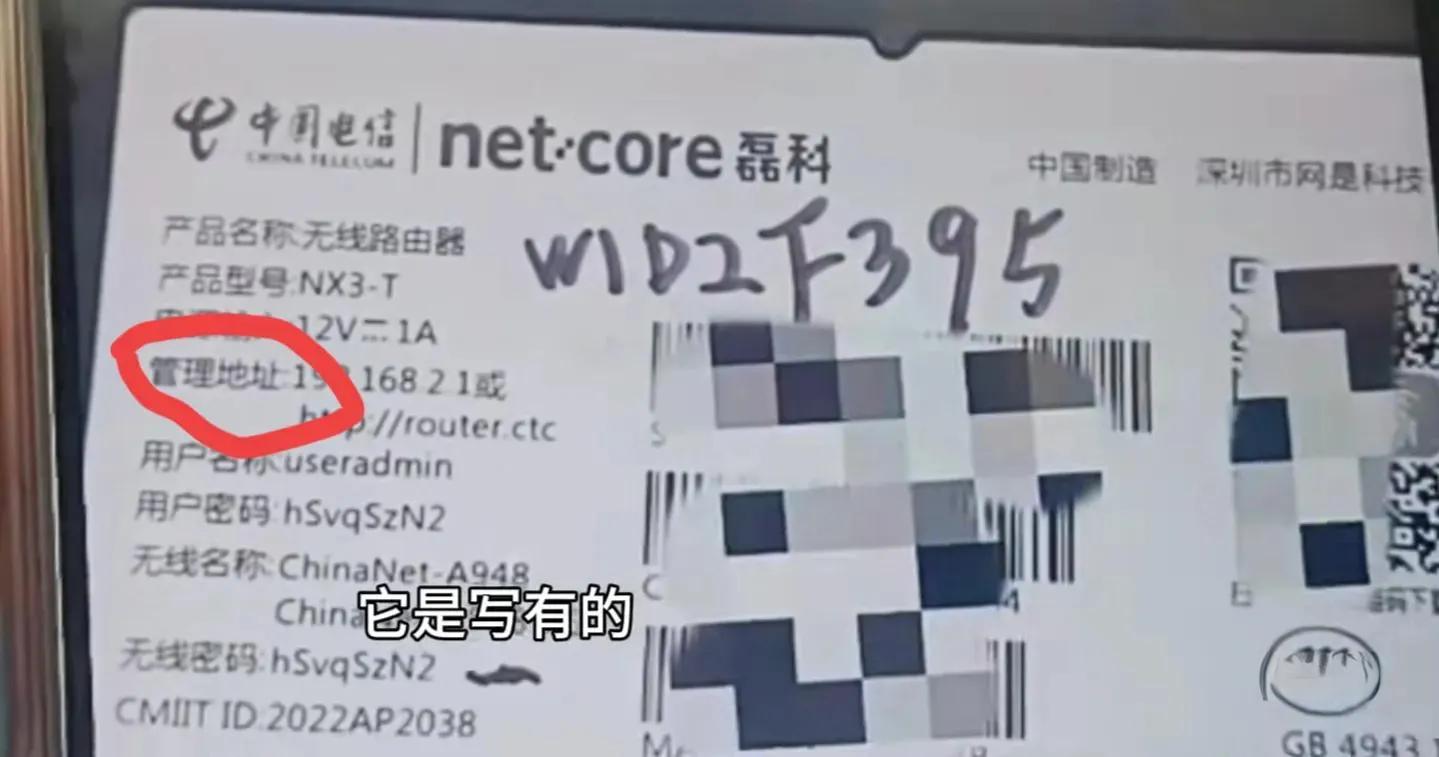 中国电信
CHINA TELECOM
net·core 磊科
中国制造 深圳市网是科技
产品名称:无线路由器
W1D2F395
产品型号:NX3-T
12V 1A
管理地址:192.168.2.1或
http://router.ctc
用户名称:useradmin
用户密码:hSvqSzN2
无线名称:ChinaNet-A948
China
它是写有的
无线密码:hSvqSzN2
CMIIT ID:2022AP2038
GB 4943.1